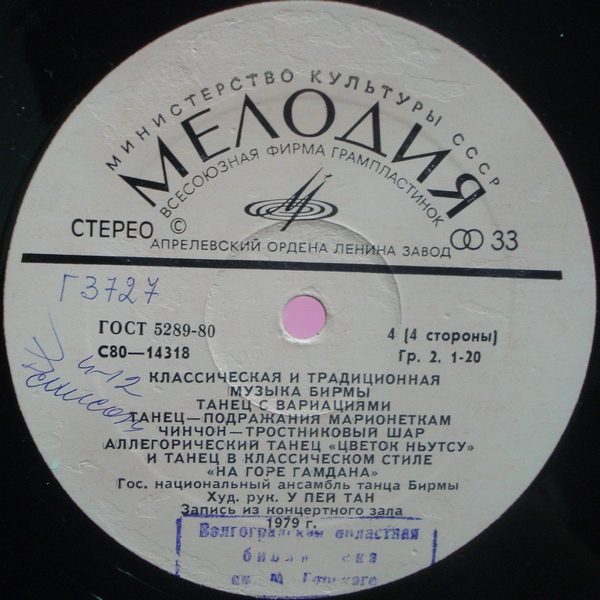 МИНИСТЕРСТВО КУЛЬТУРЫ СССР
МЕЛОДИЯ
ВСЕСОЮЗНАЯ ФИРМА ГРАМПЛАСТИНОК
СТЕРЕО ©
33
АПРЕЛЕВСКИЙ ОРДЕНА ЛЕНИНА ЗАВОД
Г3727
ГОСТ 5289-80
4 (4 стороны)
С80—14318
Гр. 2. 1-20
КЛАССИЧЕСКАЯ И ТРАДИЦИОННАЯ
МУЗЫКА БИРМЫ
ТАНЕЦ С ВАРИАЦИЯМИ
ТАНЕЦ—ПОДРАЖАНИЯ МАРИОНЕТКАМ
ЧИНЧОН—ТРОСТНИКОВЫЙ ШАР
АЛЛЕГОРИЧЕСКИЙ ТАНЕЦ «ЦВЕТОК НЬУТСУ»
И ТАНЕЦ В КЛАССИЧЕСКОМ СТИЛЕ
«НА ГОРЕ ГАМДАНА»
Гос. национальный ансамбль танца Бирмы
Худ. рук. У ПЕЙ ТАН
Запись из концертного зала
1979 г.
Волгоградская областная
им. М. Горького